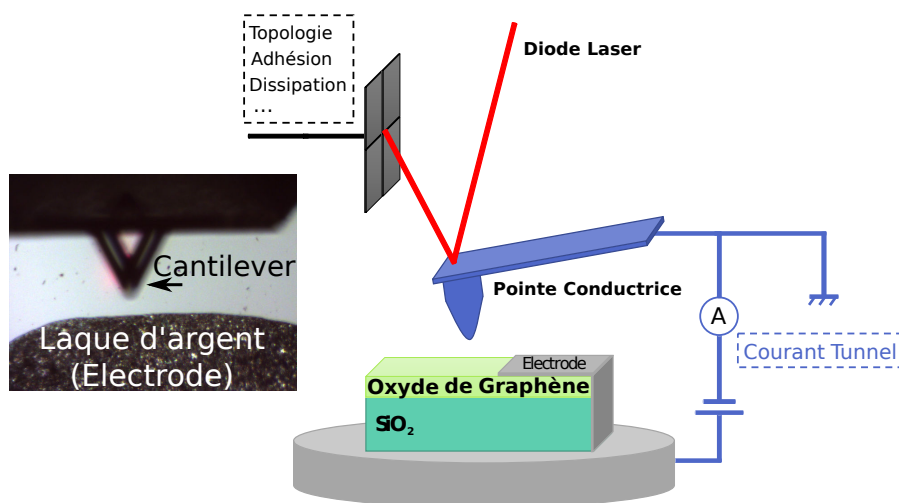 Topologie
Adhésion
Dissipation
...
Diode Laser
Cantilever
Laque d'argent
(Electrode)
Pointe Conductrice
A
Courant Tunnel
Electrode
Oxyde de Graphène
SiO₂